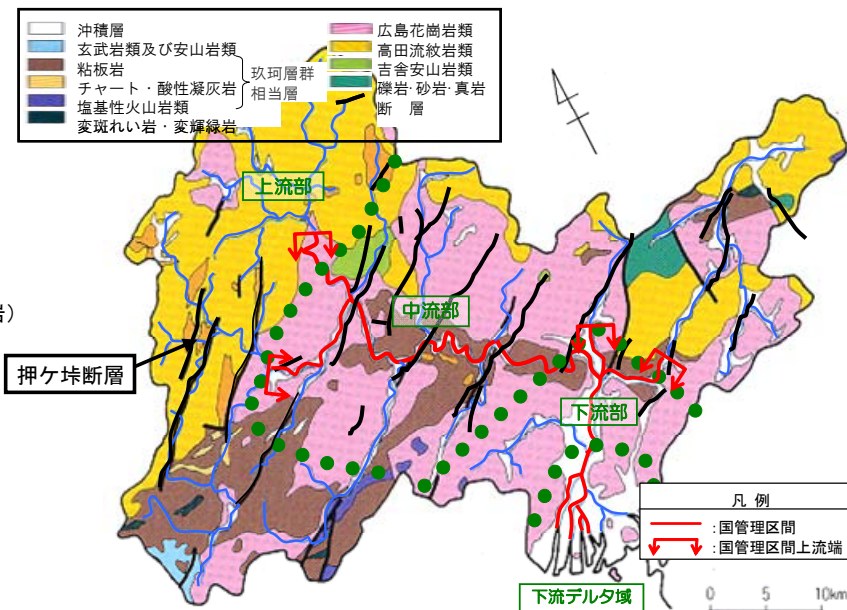 沖積層
玄武岩類及び安山岩類
粘板岩
チャート・酸性凝灰岩
塩基性火山岩類
変斑れい岩・変輝緑岩
玖珂層群
相当層
広島花崗岩類
高田流紋岩類
吉舎安山岩類
礫岩・砂岩・真岩
断 層
上流部
中流部
岩)
押ケ垰断層
下流部
凡 例
:国管理区間
:国管理区間上流端
下流デルタ域
0 5 10km